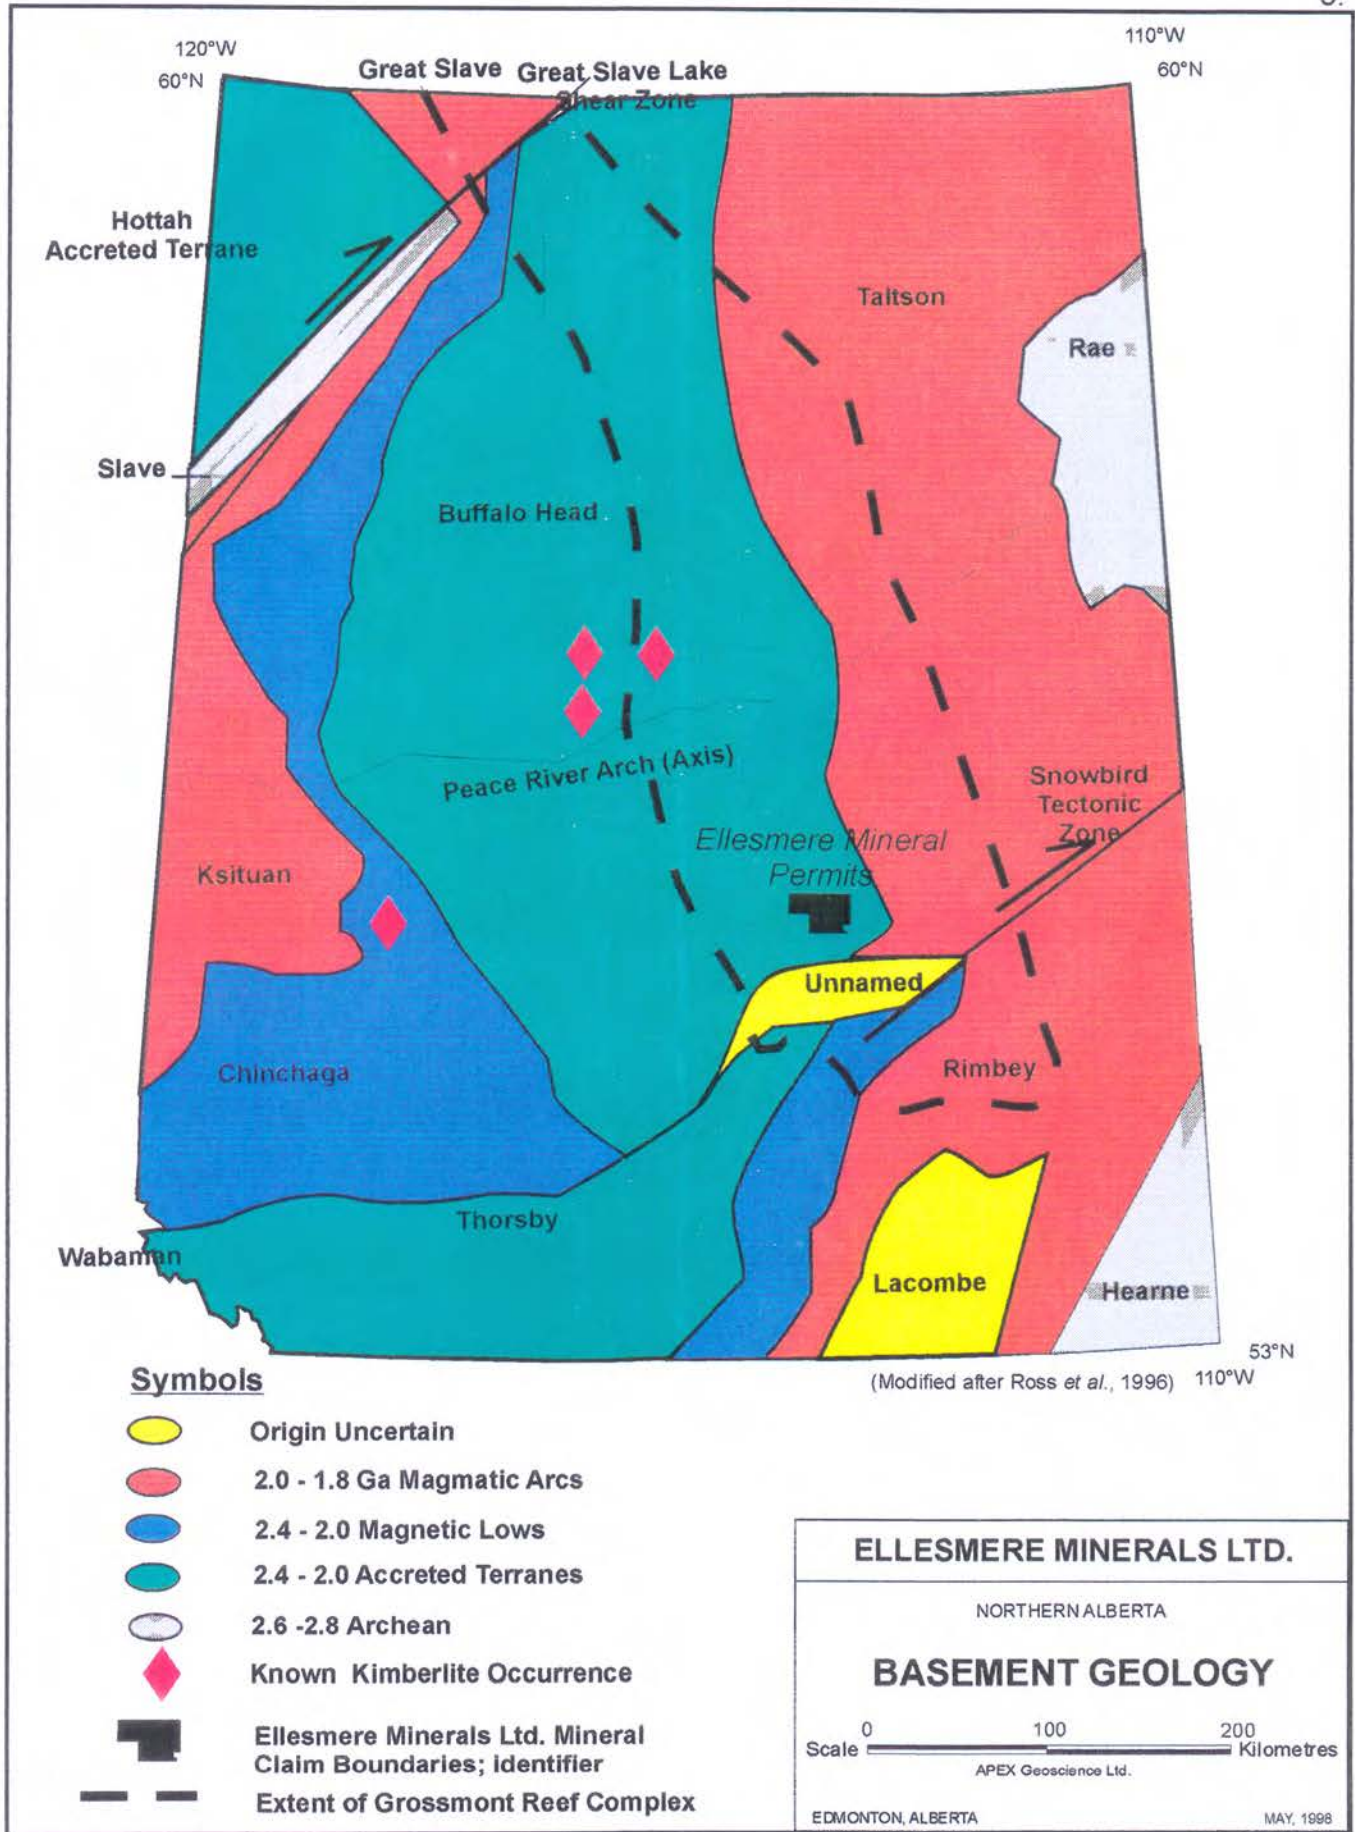 120°W
60°N
110°W
60°N
Great Slave
Great Slave Lake
Shear Zone
Hottah
Accreted Terrane
Taltson
Rae
Slave
Buffalo Head
Peace River Arch (Axis)
Snowbird
Tectonic
Zone
Ellesmere Mineral
Permits
Ksituan
Unnamed
Chinchaga
Rimbey
Thorsby
Wabaman
Lacombe
Hearne
53°N
110°W
(Modified after Ross et al., 1996)
Symbols
Origin Uncertain
2.0 - 1.8 Ga Magmatic Arcs
2.4 - 2.0 Magnetic Lows
2.4 - 2.0 Accreted Terranes
2.6 -2.8 Archean
Known Kimberlite Occurrence
Ellesmere Minerals Ltd. Mineral
Claim Boundaries; identifier
Extent of Grossmont Reef Complex
ELLESMERE MINERALS LTD.
NORTHERN ALBERTA
BASEMENT GEOLOGY
0 100 200
Scale Kilometres
APEX Geoscience Ltd.
EDMONTON, ALBERTA MAY, 1998